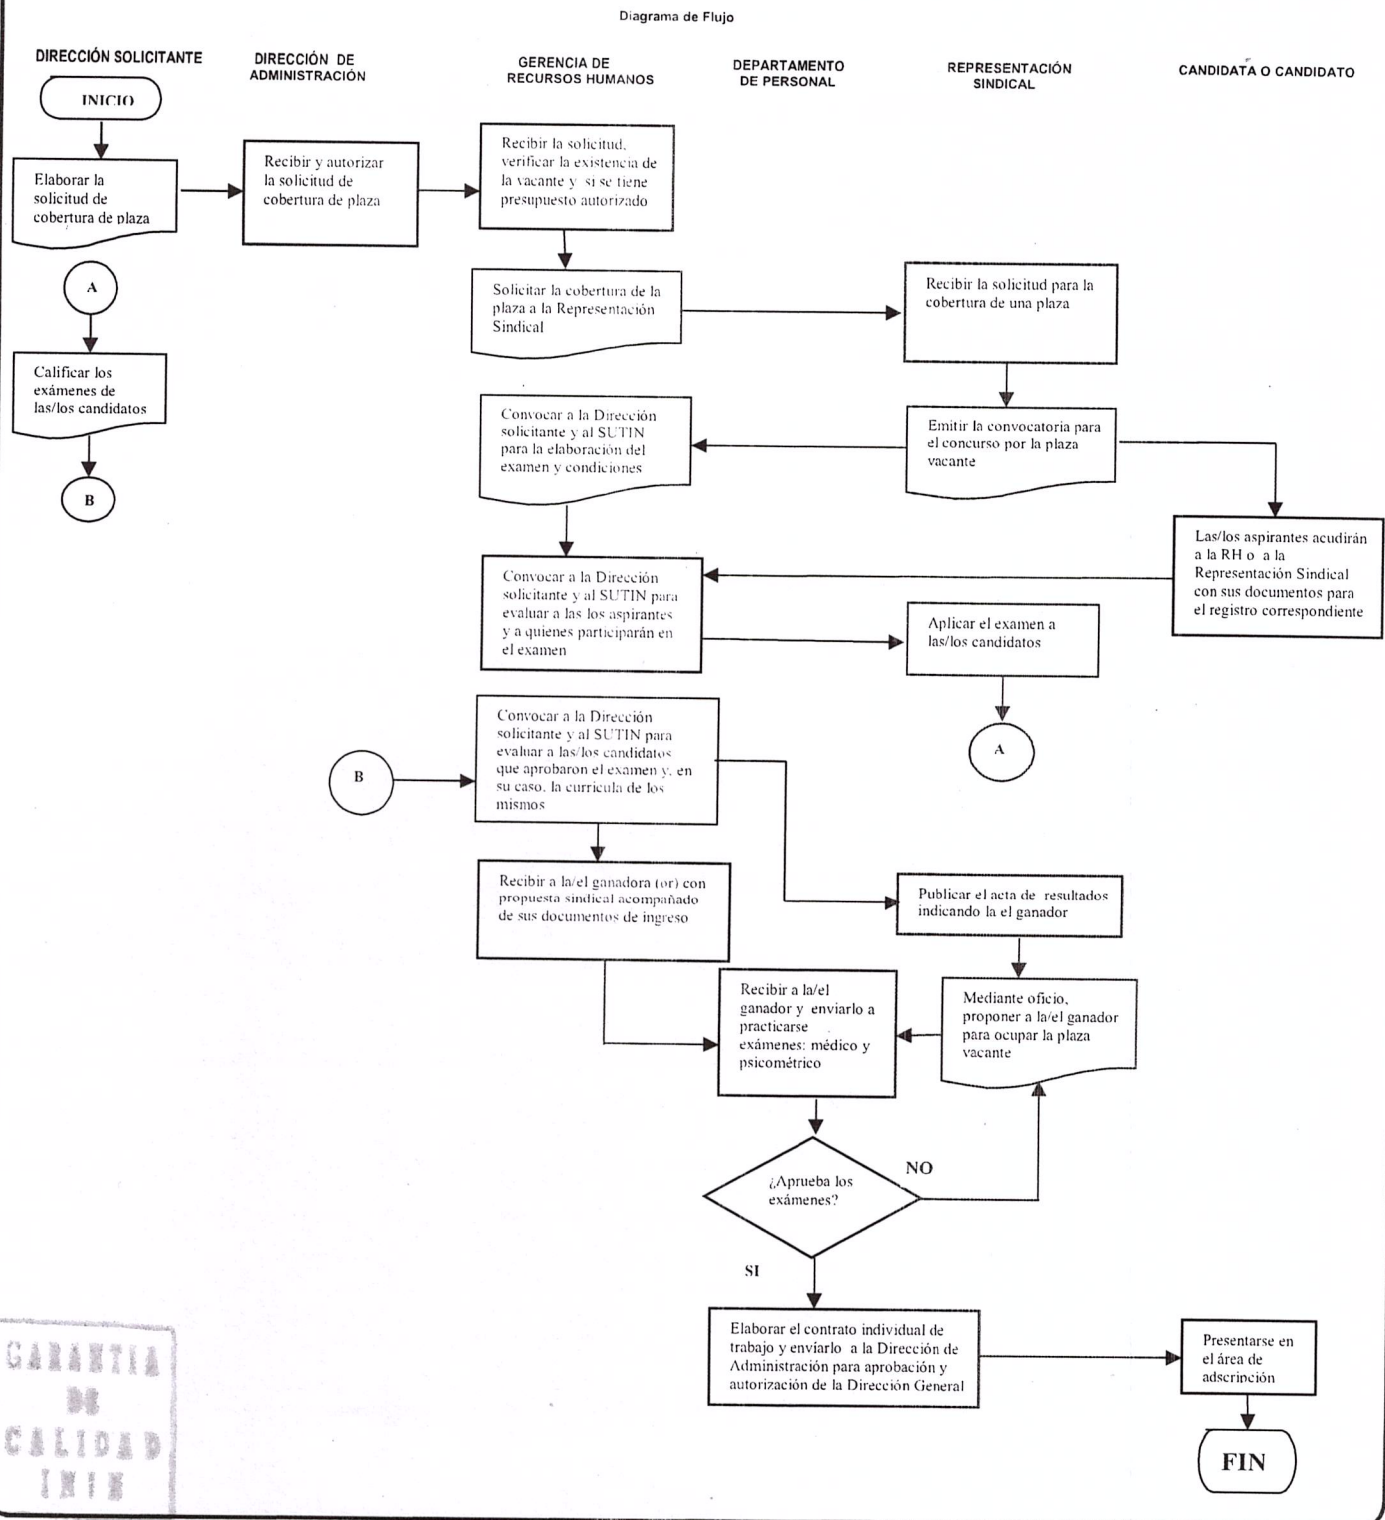 Diagrama de Flujo
DIRECCIÓN SOLICITANTE
DIRECCIÓN DE
ADMINISTRACIÓN
GERENCIA DE
RECURSOS HUMANOS
DEPARTAMENTO
DE PERSONAL
REPRESENTACIÓN
SINDICAL
CANDIDATA O CANDIDATO
INICIO
Elaborar la
solicitud de
cobertura de plaza
Recibir y autorizar
la solicitud de
cobertura de plaza
Recibir la solicitud,
verificar la existencia de
la vacante y si se tiene
presupuesto autorizado
A
Solicitar la cobertura de la
plaza a la Representación
Sindical
Recibir la solicitud para la
cobertura de una plaza
Calificar los
exámenes de
las/los candidatos
Convocar a la Dirección
solicitante y al SUTIN
para la elaboración del
examen y condiciones
Emitir la convocatoria para
el concurso por la plaza
vacante
B
Las/los aspirantes acudirán
a la RH o a la
Representación Sindical
con sus documentos para
el registro correspondiente
Convocar a la Dirección
solicitante y al SUTIN para
evaluar a las los aspirantes
y a quienes participarán en
el examen
Aplicar el examen a
las/los candidatos
A
B
Convocar a la Dirección
solicitante y al SUTIN para
evaluar a las/los candidatos
que aprobaron el examen y, en
su caso, la curricula de los
mismos
Recibir a la/el ganadora (or) con
propuesta sindical acompañado
de sus documentos de ingreso
Publicar el acta de resultados
indicando la el ganador
Recibir a la/el
ganador y enviarlo a
practicarse
exámenes: médico y
psicométrico
Mediante oficio,
proponer a la/el ganador
para ocupar la plaza
vacante
¿Aprueba los
exámenes?
NO
SI
Elaborar el contrato individual de
trabajo y envíarlo a la Dirección de
Administración para aprobación y
autorización de la Dirección General
Presentarse en
el área de
adscripción
FIN
GARANTIA
DE
CALIDAD
ININ